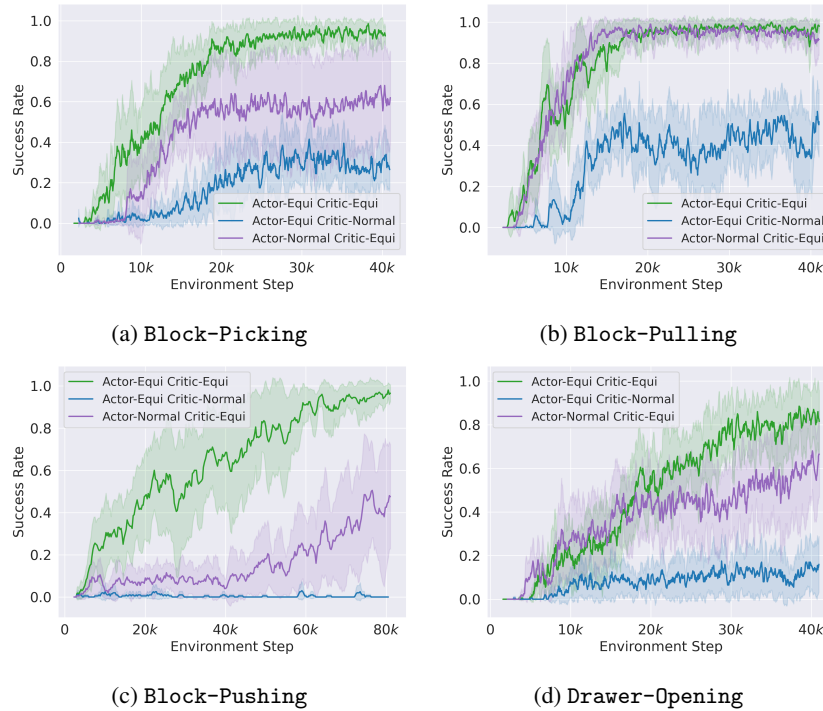 1.0
0.8
0.6
0.4
0.2
0.0
Success Rate
Actor-Equi Critic-Equi
Actor-Equi Critic-Normal
Actor-Normal Critic-Equi
0 10k 20k 30k 40k
Environment Step
(a) Block-Picking
1.0
0.8
0.6
0.4
0.2
0.0
Success Rate
Actor-Equi Critic-Equi
Actor-Equi Critic-Normal
Actor-Normal Critic-Equi
0 10k 20k 30k 40k
Environment Step
(b) Block-Pulling
1.0
0.8
0.6
0.4
0.2
0.0
Success Rate
Actor-Equi Critic-Equi
Actor-Equi Critic-Normal
Actor-Normal Critic-Equi
0 20k 40k 60k 80k
Environment Step
(c) Block-Pushing
1.0
0.8
0.6
0.4
0.2
0.0
Success Rate
Actor-Equi Critic-Equi
Actor-Equi Critic-Normal
Actor-Normal Critic-Equi
0 10k 20k 30k 40k
Environment Step
(d) Drawer-Opening